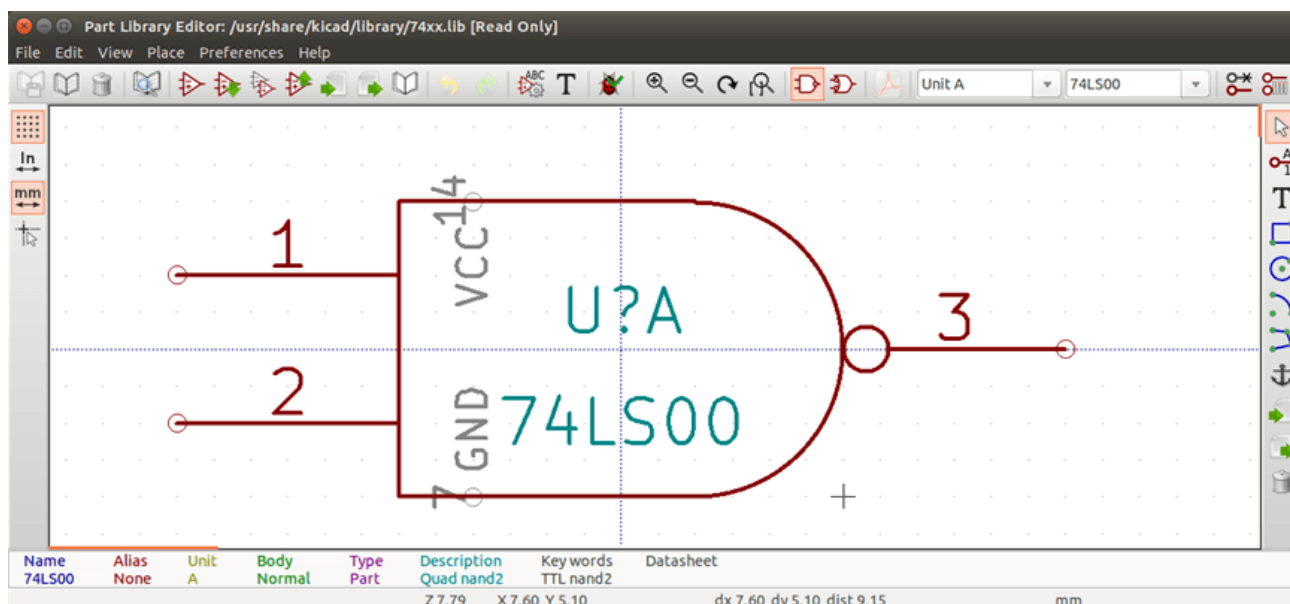 Part Library Editor: /usr/share/kicad/library/74xx.lib [Read Only]
File Edit View Place Preferences Help
ABC T Unit A 74LS00
In
mm
A
1
T
14
VCC
1
U?A
3
2
GND
74LS00
7
Name Alias Unit Body Type Description Key words Datasheet
74LS00 None A Normal Part Quad nand2 TTL nand2
Z 7.79 X 7.60 Y 5.10 dx 7.60 dy 5.10 dist 9.15 mm